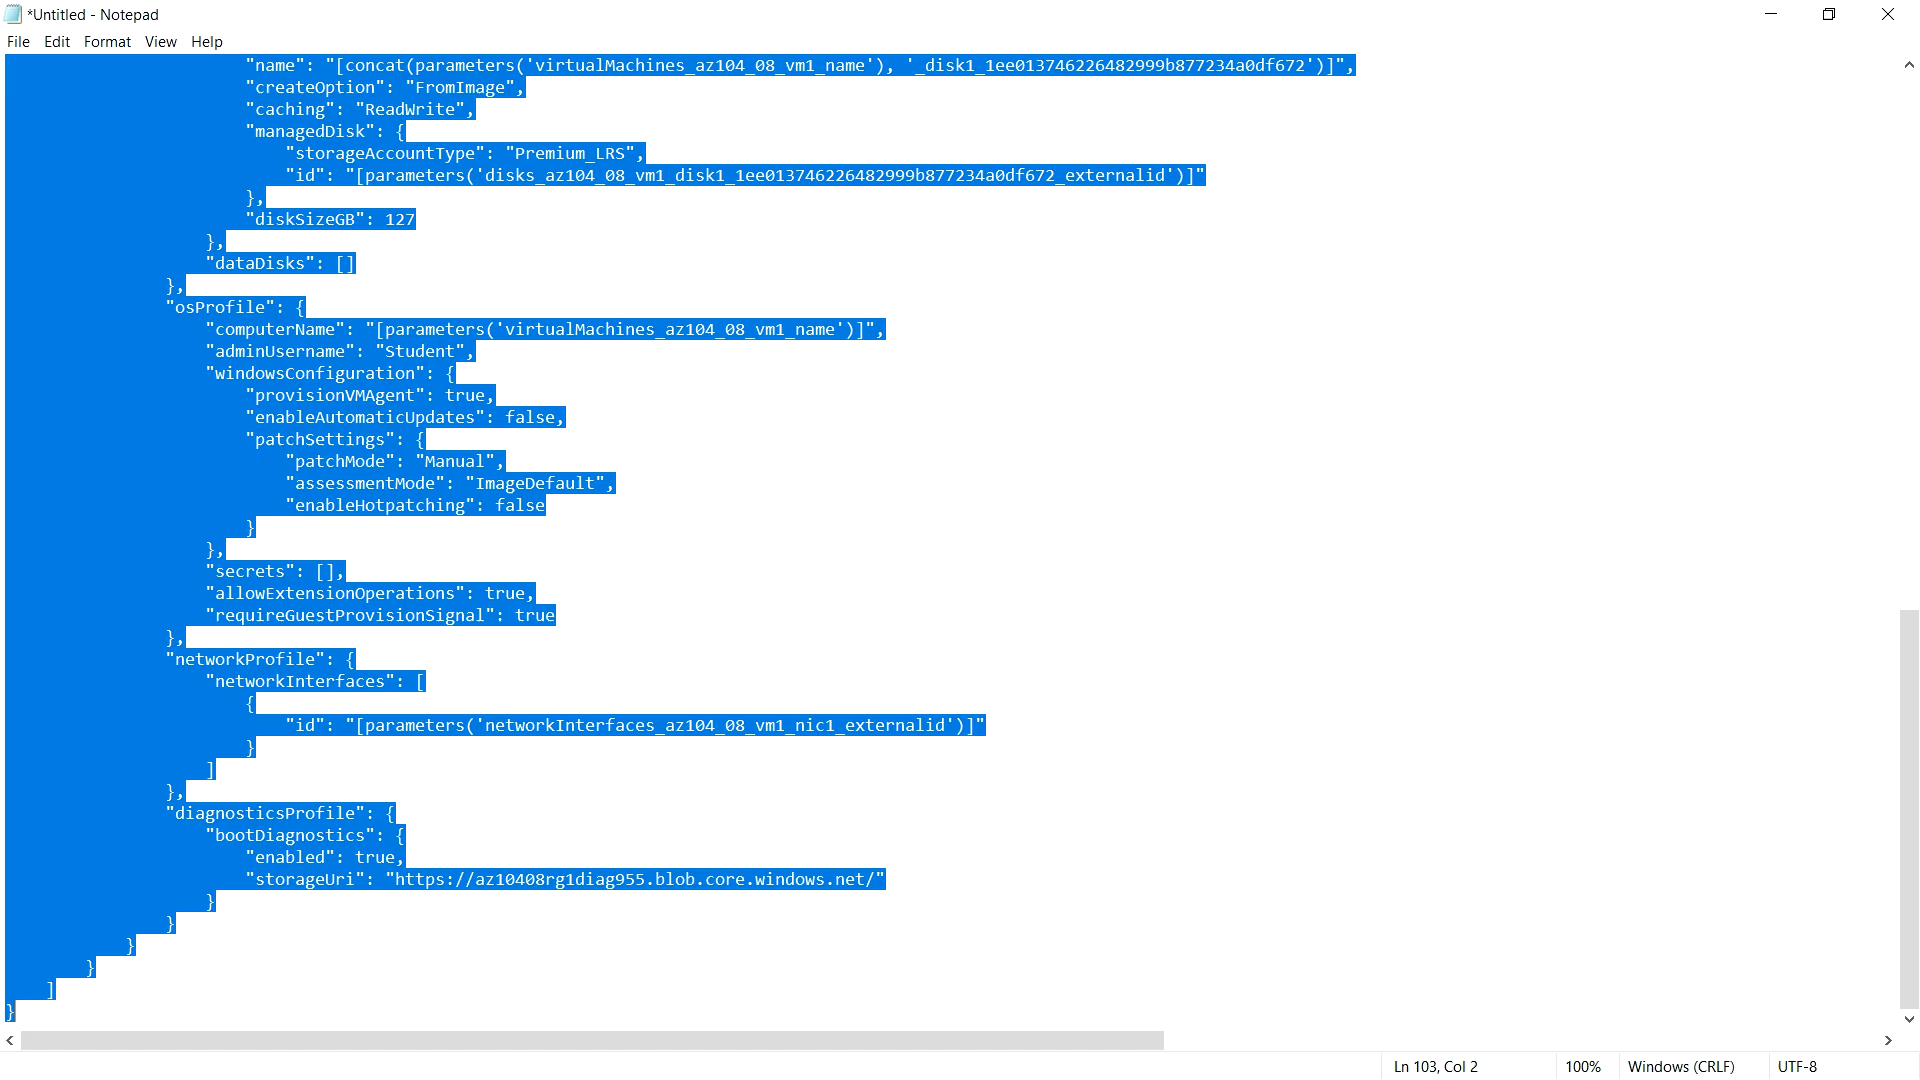 *Untitled - Notepad
File Edit Format View Help
"name": "[concat(parameters('virtualMachines_az104_08_vm1_name'), '_disk1_1ee013746226482999b877234a0df672')]",
"createOption": "FromImage",
"caching": "ReadWrite",
"managedDisk": {
"storageAccountType": "Premium_LRS",
"id": "[parameters('disks_az104_08_vm1_disk1_1ee013746226482999b877234a0df672_externalid')]"
},
"diskSizeGB": 127
},
"dataDisks": []
},
"osProfile": {
"computerName": "[parameters('virtualMachines_az104_08_vm1_name')]",
"adminUsername": "Student",
"windowsConfiguration": {
"provisionVMAgent": true,
"enableAutomaticUpdates": false,
"patchSettings": {
"patchMode": "Manual",
"assessmentMode": "ImageDefault",
"enableHotpatching": false
}
},
"secrets": [],
"allowExtensionOperations": true,
"requireGuestProvisionSignal": true
},
"networkProfile": {
"networkInterfaces": [
{
"id": "[parameters('networkInterfaces_az104_08_vm1_nic1_externalid')]"
}
]
},
"diagnosticsProfile": {
"bootDiagnostics": {
"enabled": true,
"storageUri": "https://az10408rg1diag955.blob.core.windows.net/"
}
}
}
}
]
}
Ln 103, Col 2 100% Windows (CRLF) UTF-8